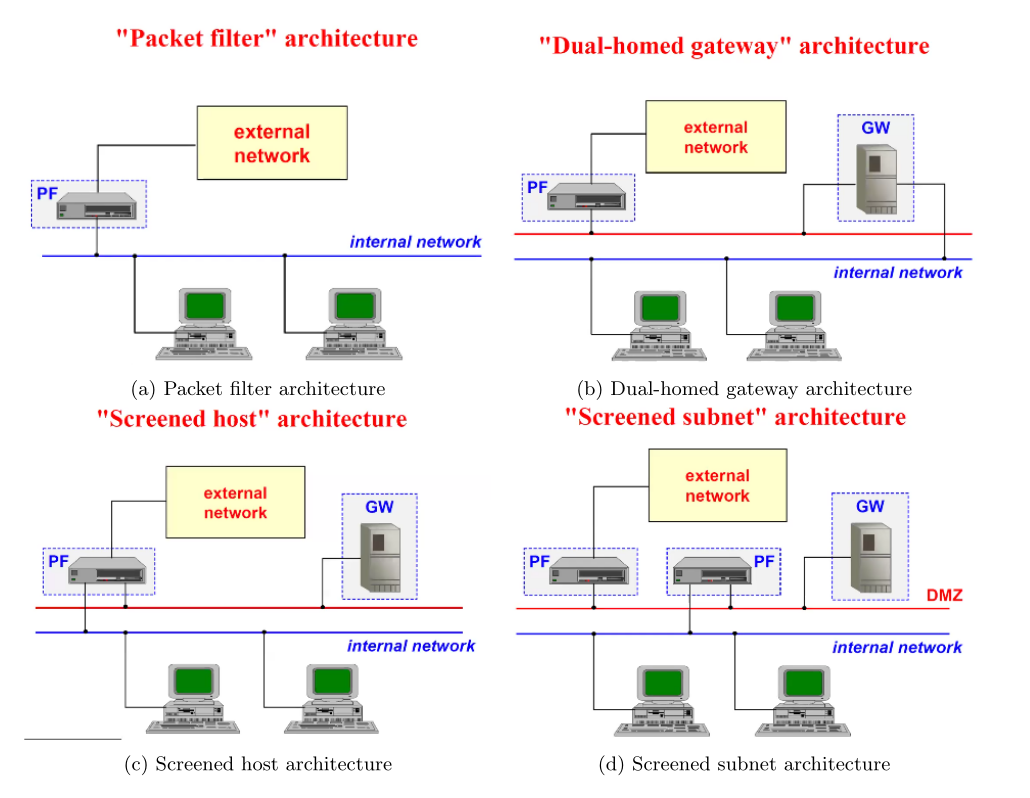 "Packet filter" architecture
external
network
PF
internal network
(a) Packet filter architecture
"Dual-homed gateway" architecture
external
network
GW
PF
internal network
(b) Dual-homed gateway architecture
"Screened host" architecture
external
network
GW
PF
internal network
(c) Screened host architecture
"Screened subnet" architecture
external
network
GW
PF
PF
DMZ
internal network
(d) Screened subnet architecture